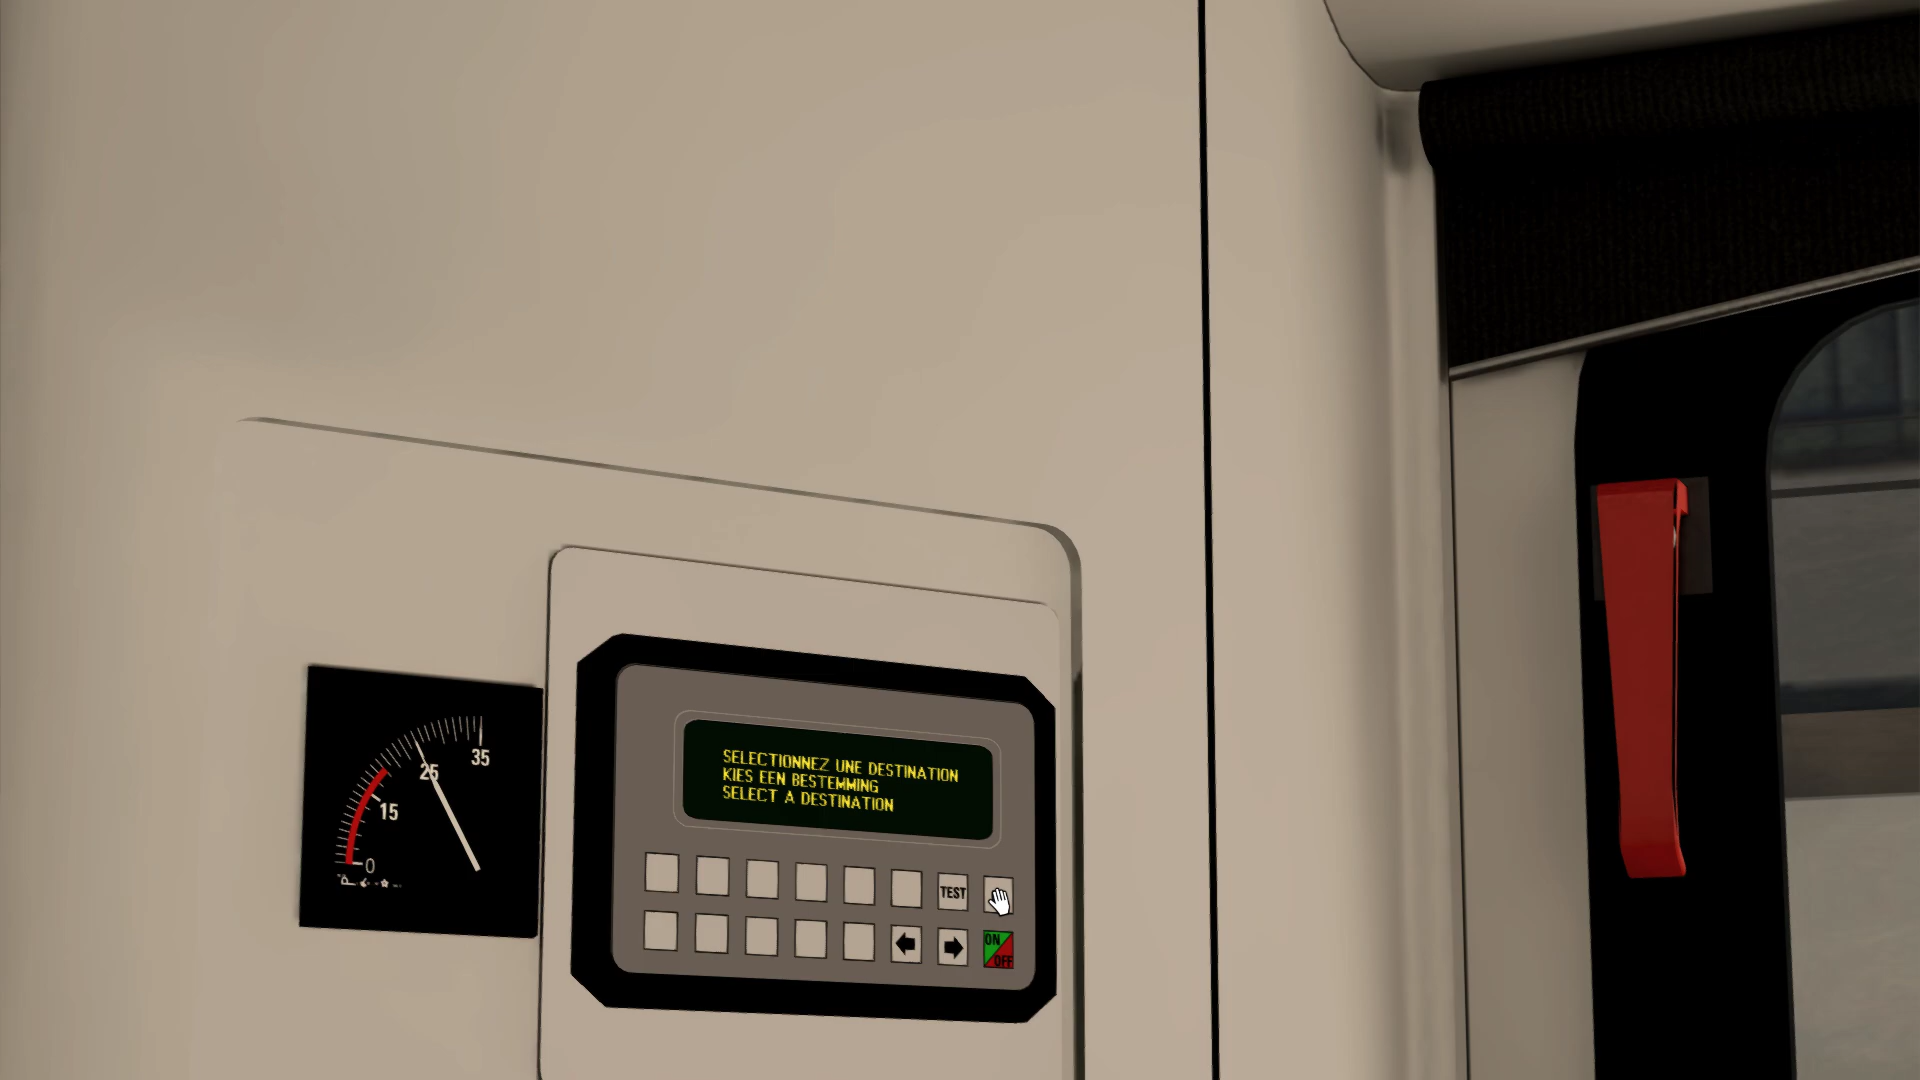 SELECTIONNEZ UNE DESTINATION
KIES EEN BESTEMMING
SELECT A DESTINATION
35
25
15
0
TEST
ON
OFF